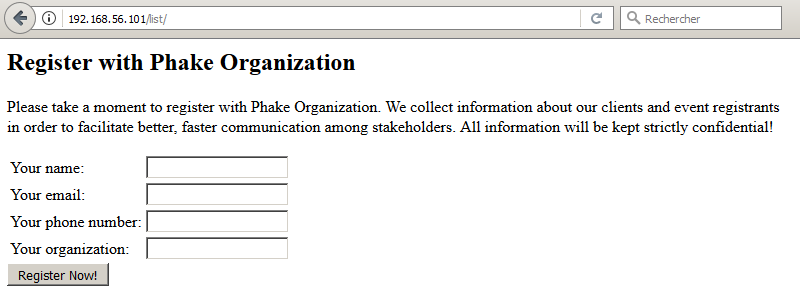 192.168.56.101/list/
Rechercher
Register with Phake Organization
Please take a moment to register with Phake Organization. We collect information about our clients and event registrants
in order to facilitate better, faster communication among stakeholders. All information will be kept strictly confidential!
Your name:
Your email:
Your phone number:
Your organization:
Register Now!